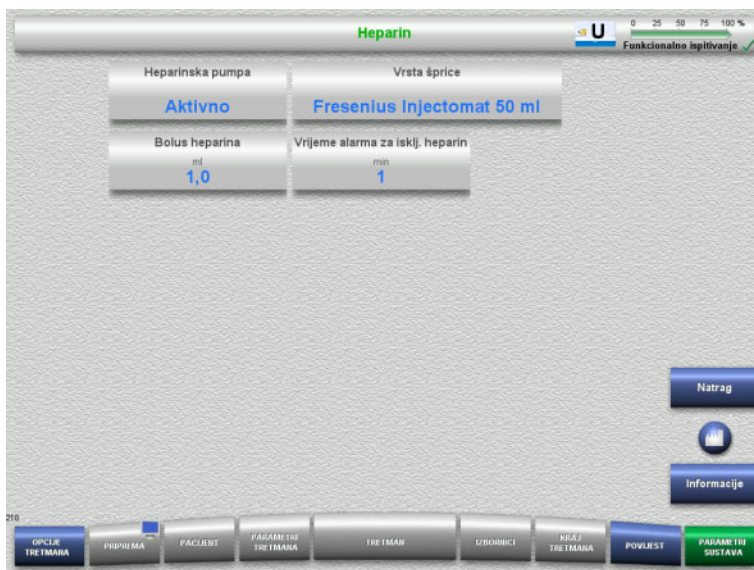 Heparin
U
0 25 50 75 100 %
Funkcionalno ispitivanje
Heparinska pumpa
Vrsta šprice
Aktivno
Fresenius Injectomat 50 ml
Bolus heparina
Vrijeme alarma za isklj. heparin
ml
min
1,0
1
Natrag
Informacije
210
OPCIJE
TRETMANA
PRIPREMA
PACIJENT
PARAMETRI
TRETMANA
TRETMAN
IZBORNICI
KRAJ
TRETMANA
POVIJEST
PARAMETRI
SUSTAVA